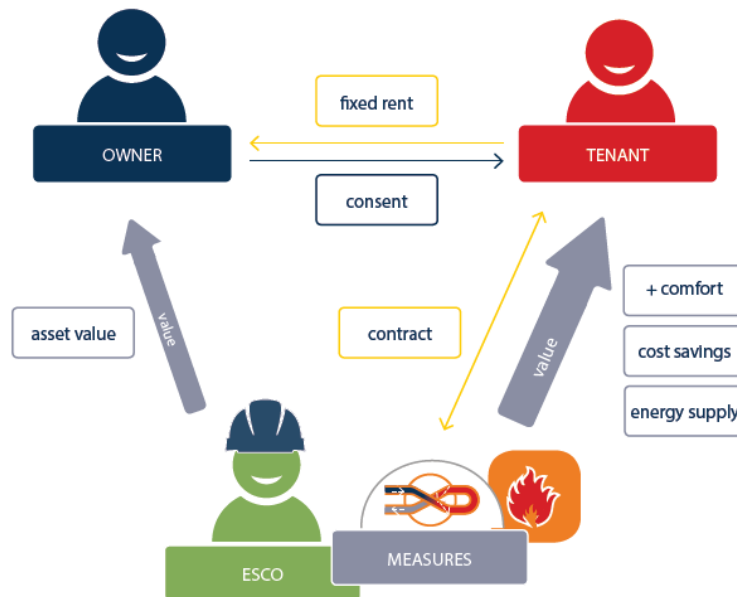 fixed rent
OWNER
TENANT
consent
+ comfort
asset value
value
contract
value
cost savings
energy supply
MEASURES
ESCO